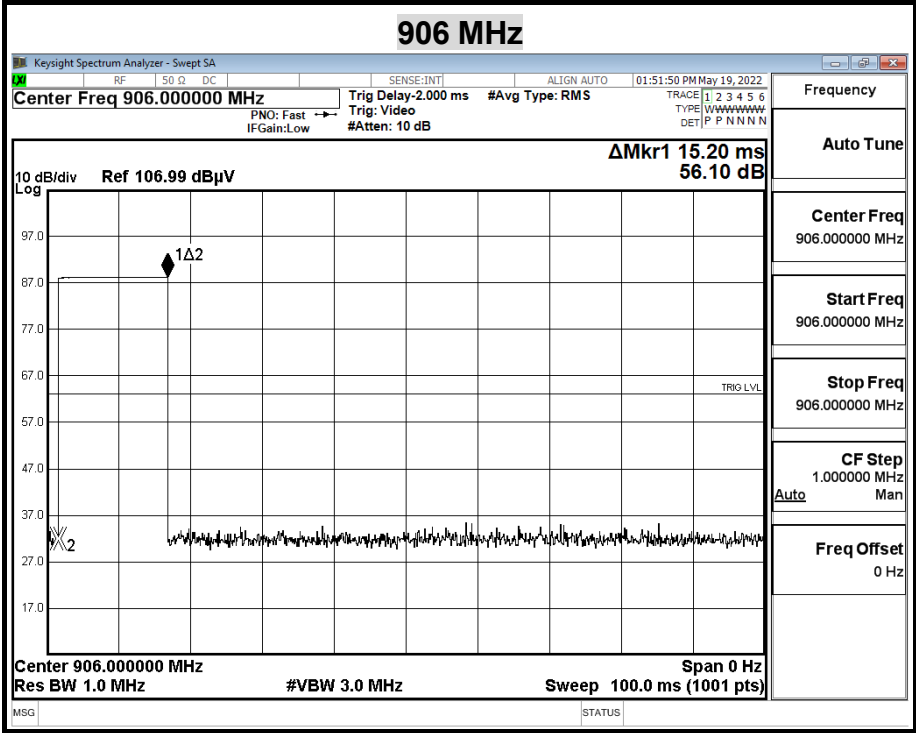 906 MHz
Keysight Spectrum Analyzer - Swept SA
LXI RF 50 Ω DC SENSE:INT ALIGN AUTO 01:51:50 PM May 19, 2022
Center Freq 906.000000 MHz
PNO: Fast
IFGain:Low
Trig Delay-2.000 ms
Trig: Video
#Atten: 10 dB
#Avg Type: RMS
TRACE 1 2 3 4 5 6
TYPE WWWWWW
DET P P N N N N
Frequency
Auto Tune
Center Freq
906.000000 MHz
Start Freq
906.000000 MHz
Stop Freq
906.000000 MHz
CF Step
1.000000 MHz
Auto Man
Freq Offset
0 Hz
ΔMkr1 15.20 ms
56.10 dB
10 dB/div Ref 106.99 dBµV
Log
97.0
1Δ2
87.0
77.0
67.0
TRIG LVL
57.0
47.0
37.0
2
27.0
17.0
Center 906.000000 MHz Span 0 Hz
Res BW 1.0 MHz #VBW 3.0 MHz Sweep 100.0 ms (1001 pts)
MSG STATUS